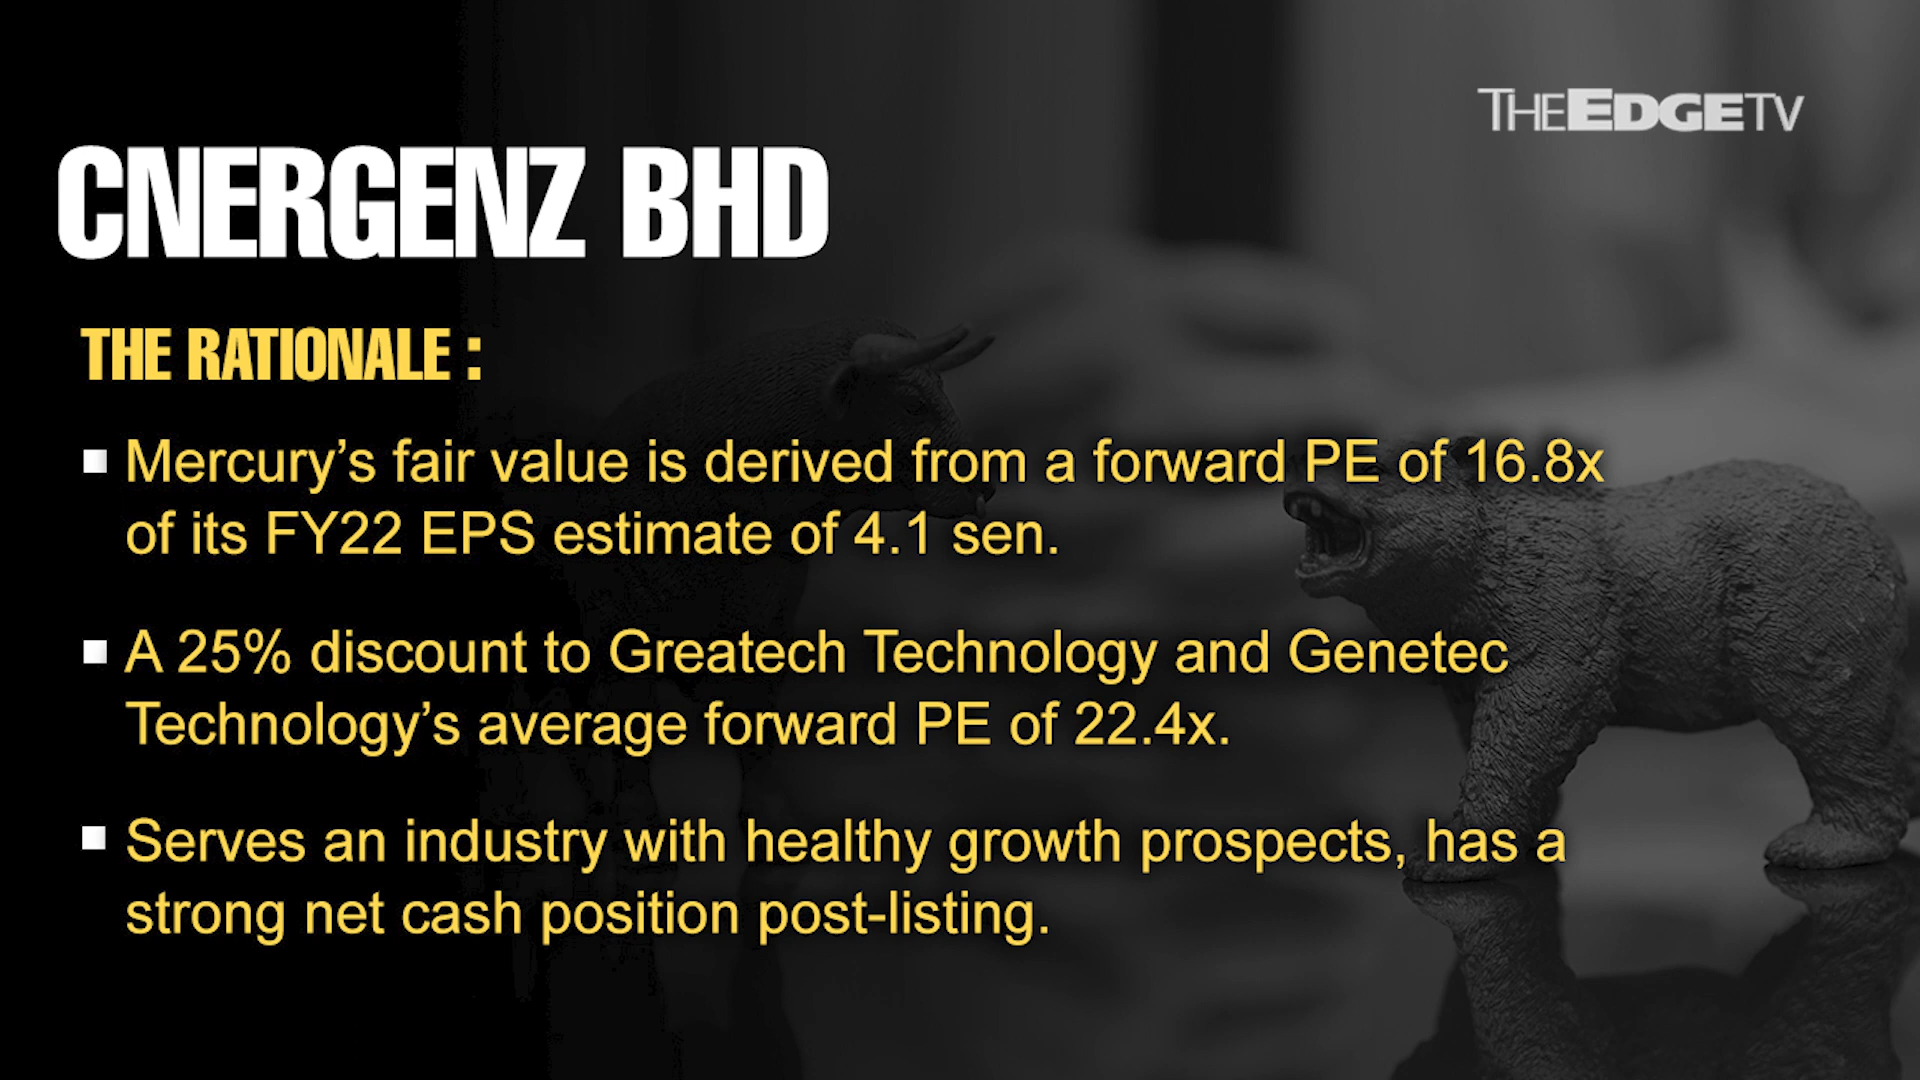 THEEDGETV
CNERGENZ BHD
THE RATIONALE :
Mercury’s fair value is derived from a forward PE of 16.8x
of its FY22 EPS estimate of 4.1 sen.
A 25% discount to Greatech Technology and Genetec
Technology’s average forward PE of 22.4x.
Serves an industry with healthy growth prospects, has a
strong net cash position post-listing.